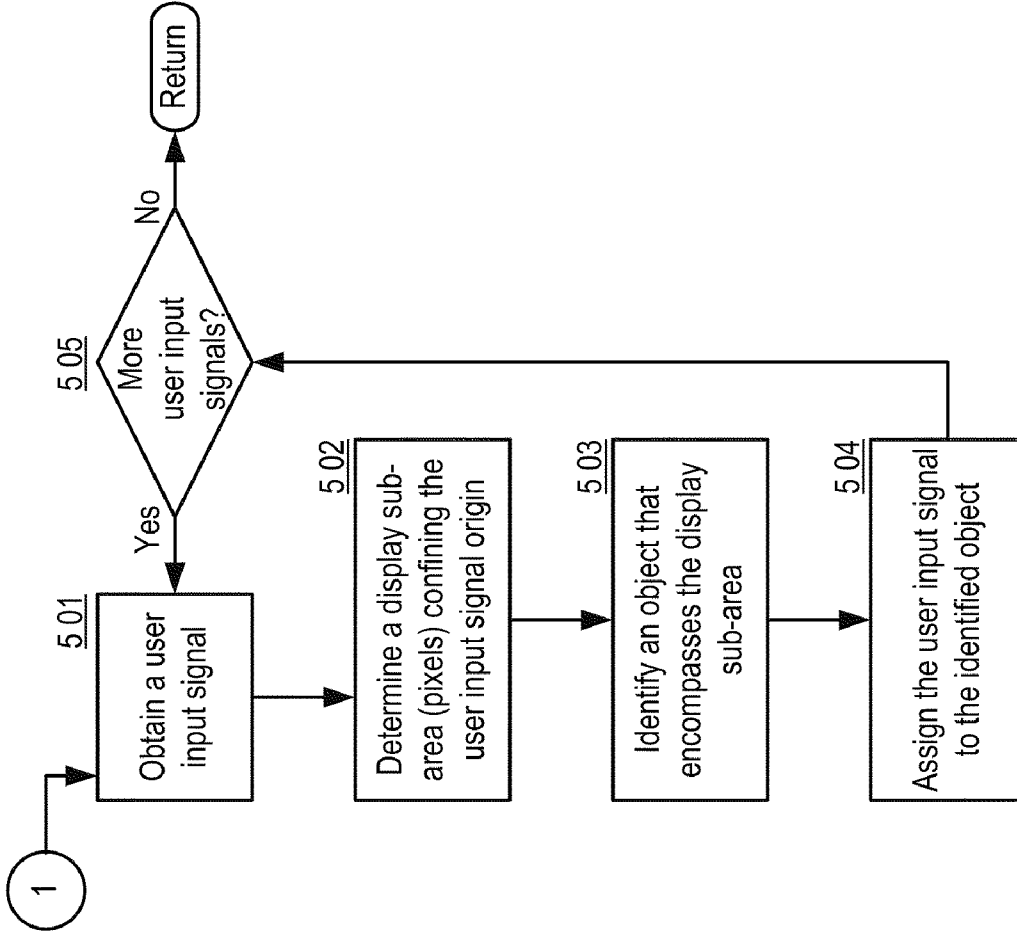 1
5 01
Obtain a user
input signal
5 02
Determine a display sub-
area (pixels) confining the
user input signal origin
5 03
Identify an object that
encompasses the display
sub-area
5 04
Assign the user input signal
to the identified object
5 05
More
user input
signals?
Yes
No
Return